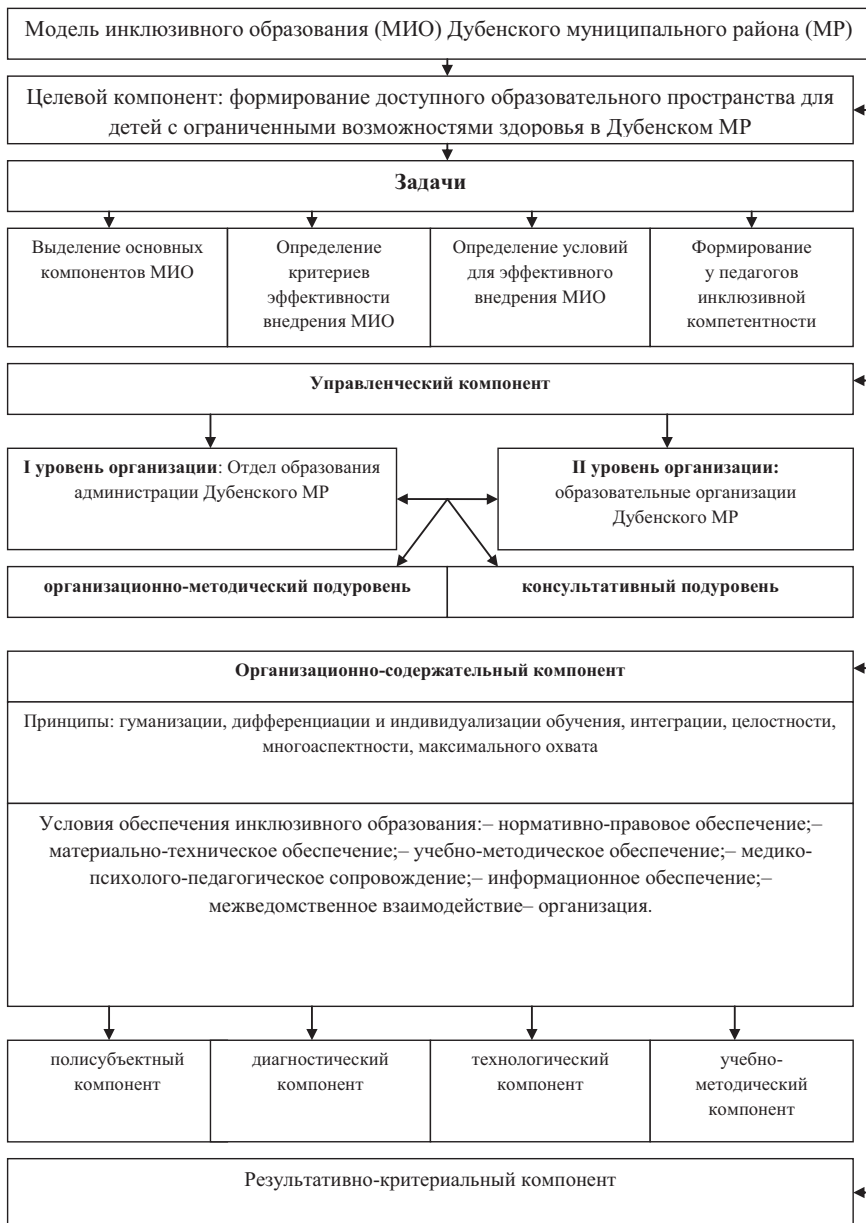 Модель инклюзивного образования (МИО) Дубенского муниципального района (МР)
Целевой компонент: формирование доступного образовательного пространства для
детей с ограниченными возможностями здоровья в Дубенском МР
Задачи
Выделение основных
компонентов МИО
Определение
критериев
эффективности
внедрения МИО
Определение условий
для эффективного
внедрения МИО
Формирование
у педагогов
инклюзивной
компетентности
Управленческий компонент
I уровень организации: Отдел образования
администрации Дубенского МР
II уровень организации:
образовательные организации
Дубенского МР
организационно-методический подуровень
консультативный подуровень
Организационно-содержательный компонент
Принципы: гуманизации, дифференциации и индивидуализации обучения, интеграции, целостности,
многоаспектности, максимального охвата
Условия обеспечения инклюзивного образования:– нормативно-правовое обеспечение;–
материально-техническое обеспечение;– учебно-методическое обеспечение;– медико-
психолого-педагогическое сопровождение;– информационное обеспечение;–
межведомственное взаимодействие– организация.
полисубъектный
компонент
диагностический
компонент
технологический
компонент
учебно-
методический
компонент
Результативно-критериальный компонент